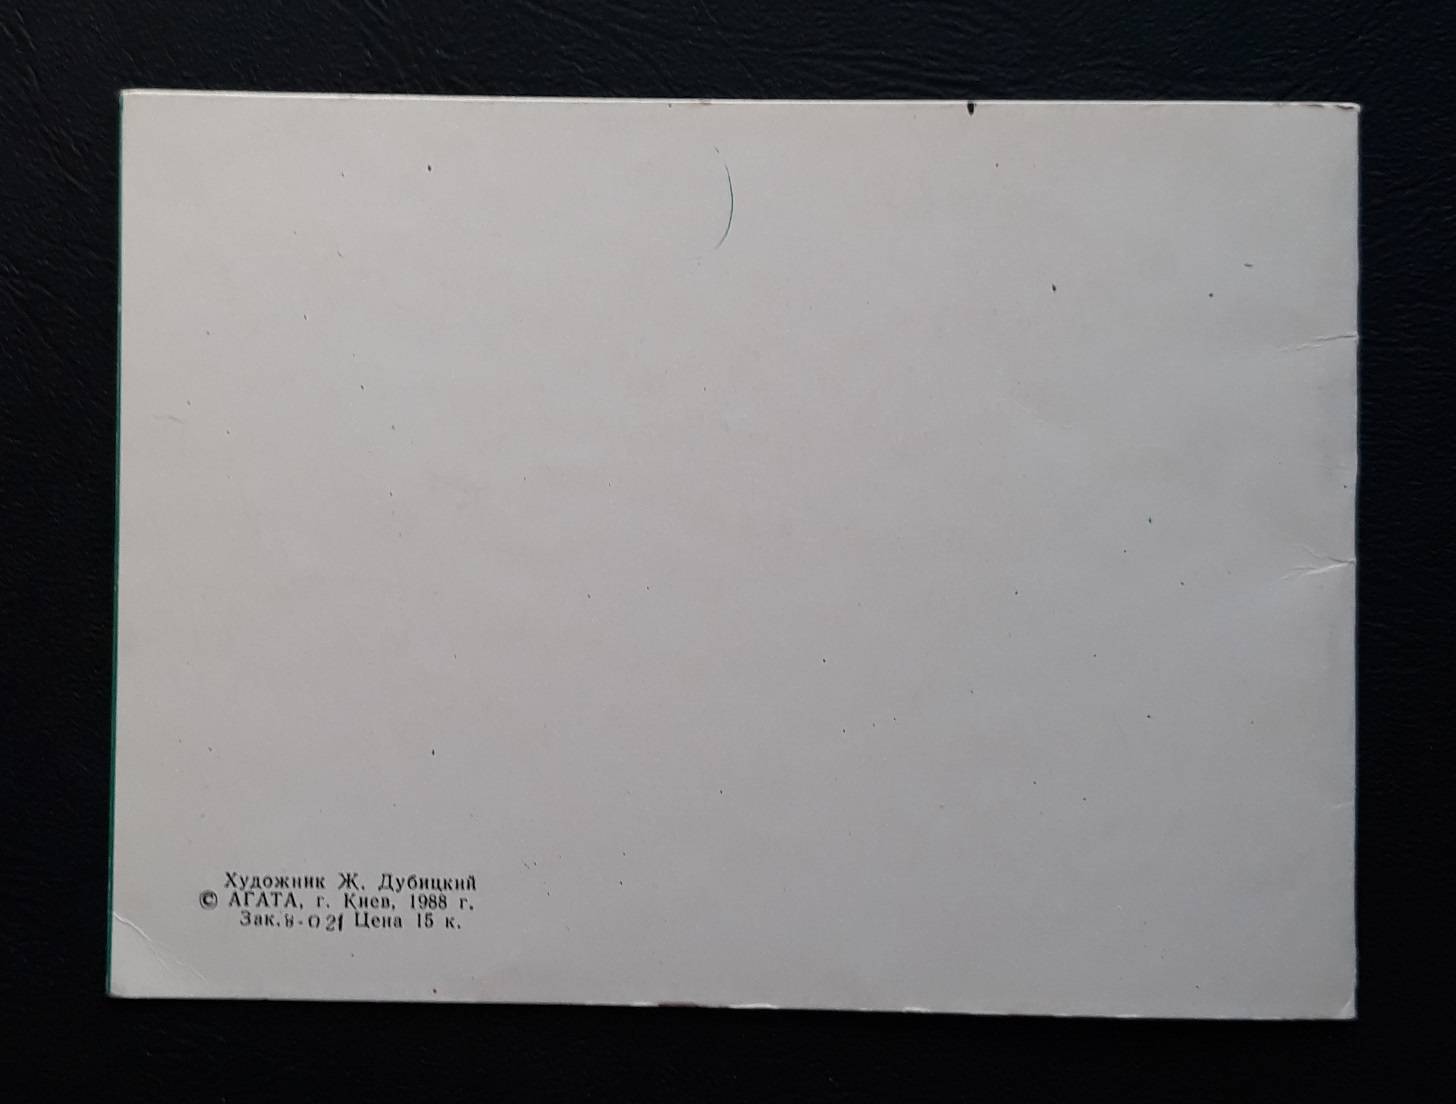 Художник Ж. Дубицкий
© АГАТА, г. Киев, 1988 г.
Зак. 8-021 Цена 15 к.